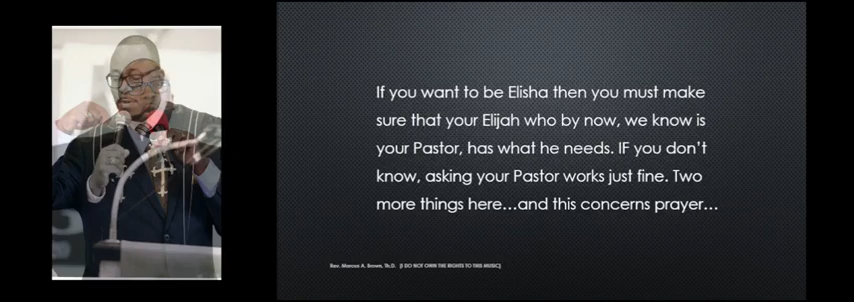 If you want to be Elisha then you must make
sure that your Elijah who by now, we know is
your Pastor, has what he needs. IF you don't
know, asking your Pastor works just fine. Two
more things here...and this concerns prayer...
Rev. Marcus A. Brown, Th.D. [I DO NOT OWN THE RIGHTS TO THIS MUSIC]